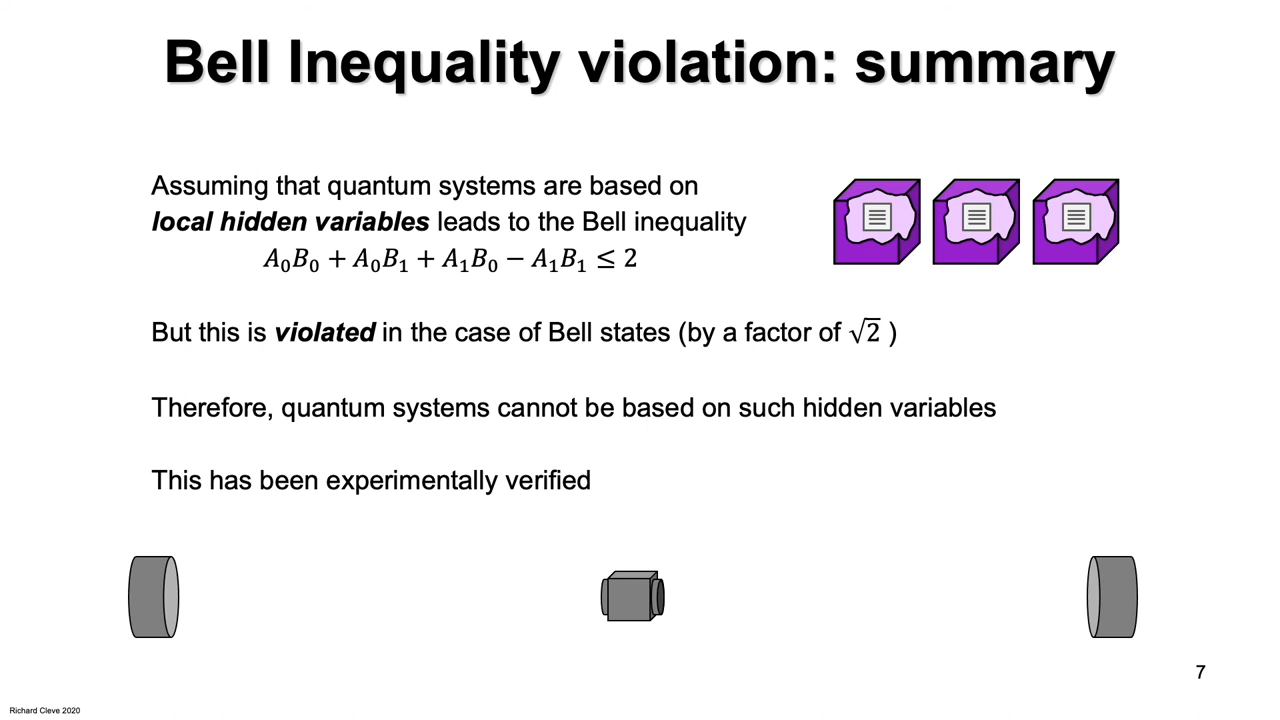 Bell Inequality violation: summary
Assuming that quantum systems are based on
local hidden variables leads to the Bell inequality
A₀B₀ + A₀B₁ + A₁B₀ − A₁B₁ ≤ 2
But this is violated in the case of Bell states (by a factor of √2 )
Therefore, quantum systems cannot be based on such hidden variables
This has been experimentally verified
7
Richard Cleve 2020